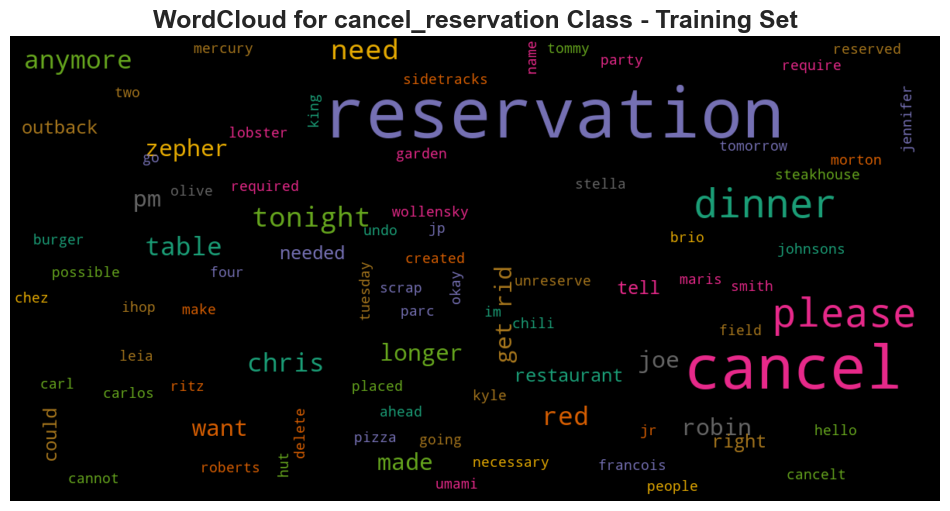 WordCloud for cancel_reservation Class - Training Set
mercury
need
tommy
name
party
reserved
anymore
sidetracks
require
two
king
reservation
jennifer
outback
lobster
zepher
go
garden
tomorrow
morton
steakhouse
olive
required
stella
pm
wollensky
dinner
tonight
undo
jp
brio
burger
table
needed
created
johnsons
possible
four
tuesday
scrap
okay
get rid
unreserve
tell
maris
smith
chez
ihop
make
parc
im
chili
please
field
leia
chris
longer
joe
cancel
carl
carlos
ritz
placed
restaurant
kyle
could
want
delete
ahead
red
jr
robin
right
hello
pizza
going
roberts
hut
made
necessary
francois
cannot
umami
people
cancelt